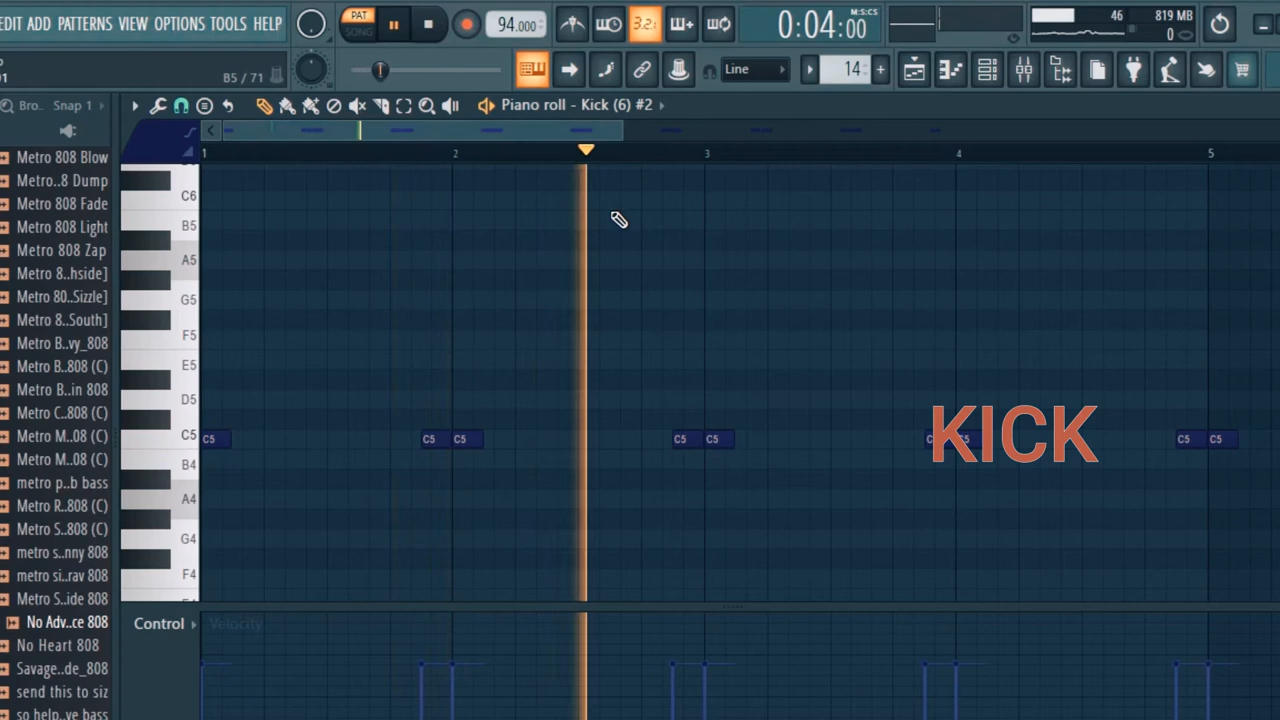 EDIT ADD PATTERNS VIEW OPTIONS TOOLS HELP
PAT
SONG
94.000
3.2.
0:04:00
M:S:CS
46
819 MB
0
01
B5 / 71
Line
14
Bro..
Snap 1
Piano roll - Kick (6) #2
1 2 3 4 5
Metro 808 Blow
Metro..8 Dump
Metro 808 Fade
Metro 808 Light
Metro 808 Zap
Metro 8..hside]
Metro 80..Sizzle]
Metro 8..South]
Metro B..vy_808
Metro B..808 (C)
Metro B..in 808
Metro C..808 (C)
Metro M..08 (C)
Metro M..08 (C)
metro p..b bass
Metro R..808 (C)
Metro S..808 (C)
metro s..nny 808
metro si..rav 808
Metro S..ide 808
No Adv..ce 808
No Heart 808
Savage..de_808
send this to siz
so help..ve bass
C6
B5
A5
G5
F5
E5
D5
C5
B4
A4
G4
F4
C5 C5 C5 C5 C5 C5 C5
KICK
Control
Velocity